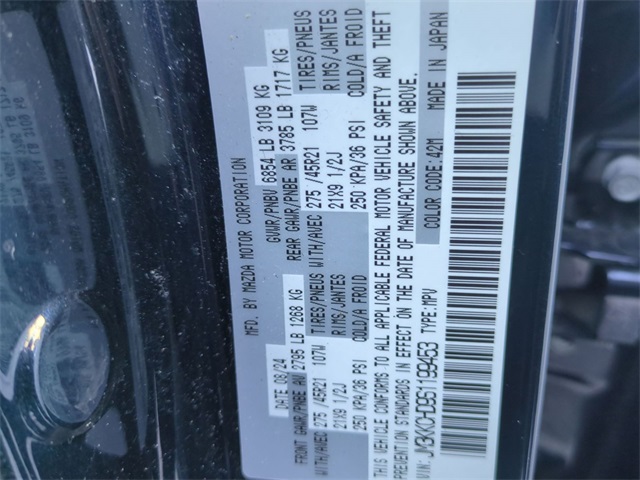 MFD. BY MAZDA MOTOR CORPORATION
DATE 08/24 GVWR/PNBV 6854 LB 3109 KG
FRONT GAWR/PNBE AV 2795 LB 1268 KG REAR GAWR/PNBE AR 3785 LB 1717 KG
WITH/AVEC TIRES/PNEUS WITH/AVEC TIRES/PNEUS
275 /45R21 107W 275 /45R21 107W
21X9 1/2J RIMS/JANTES 21X9 1/2J RIMS/JANTES
250 KPA/36 PSI COLD/A FROID 250 KPA/36 PSI COLD/A FROID
THIS VEHICLE CONFORMS TO ALL APPLICABLE FEDERAL MOTOR VEHICLE SAFETY AND THEFT
PREVENTION STANDARDS IN EFFECT ON THE DATE OF MANUFACTURE SHOWN ABOVE.
VIN: TYPE: MPV COLOR CODE: 42M MADE IN JAPAN